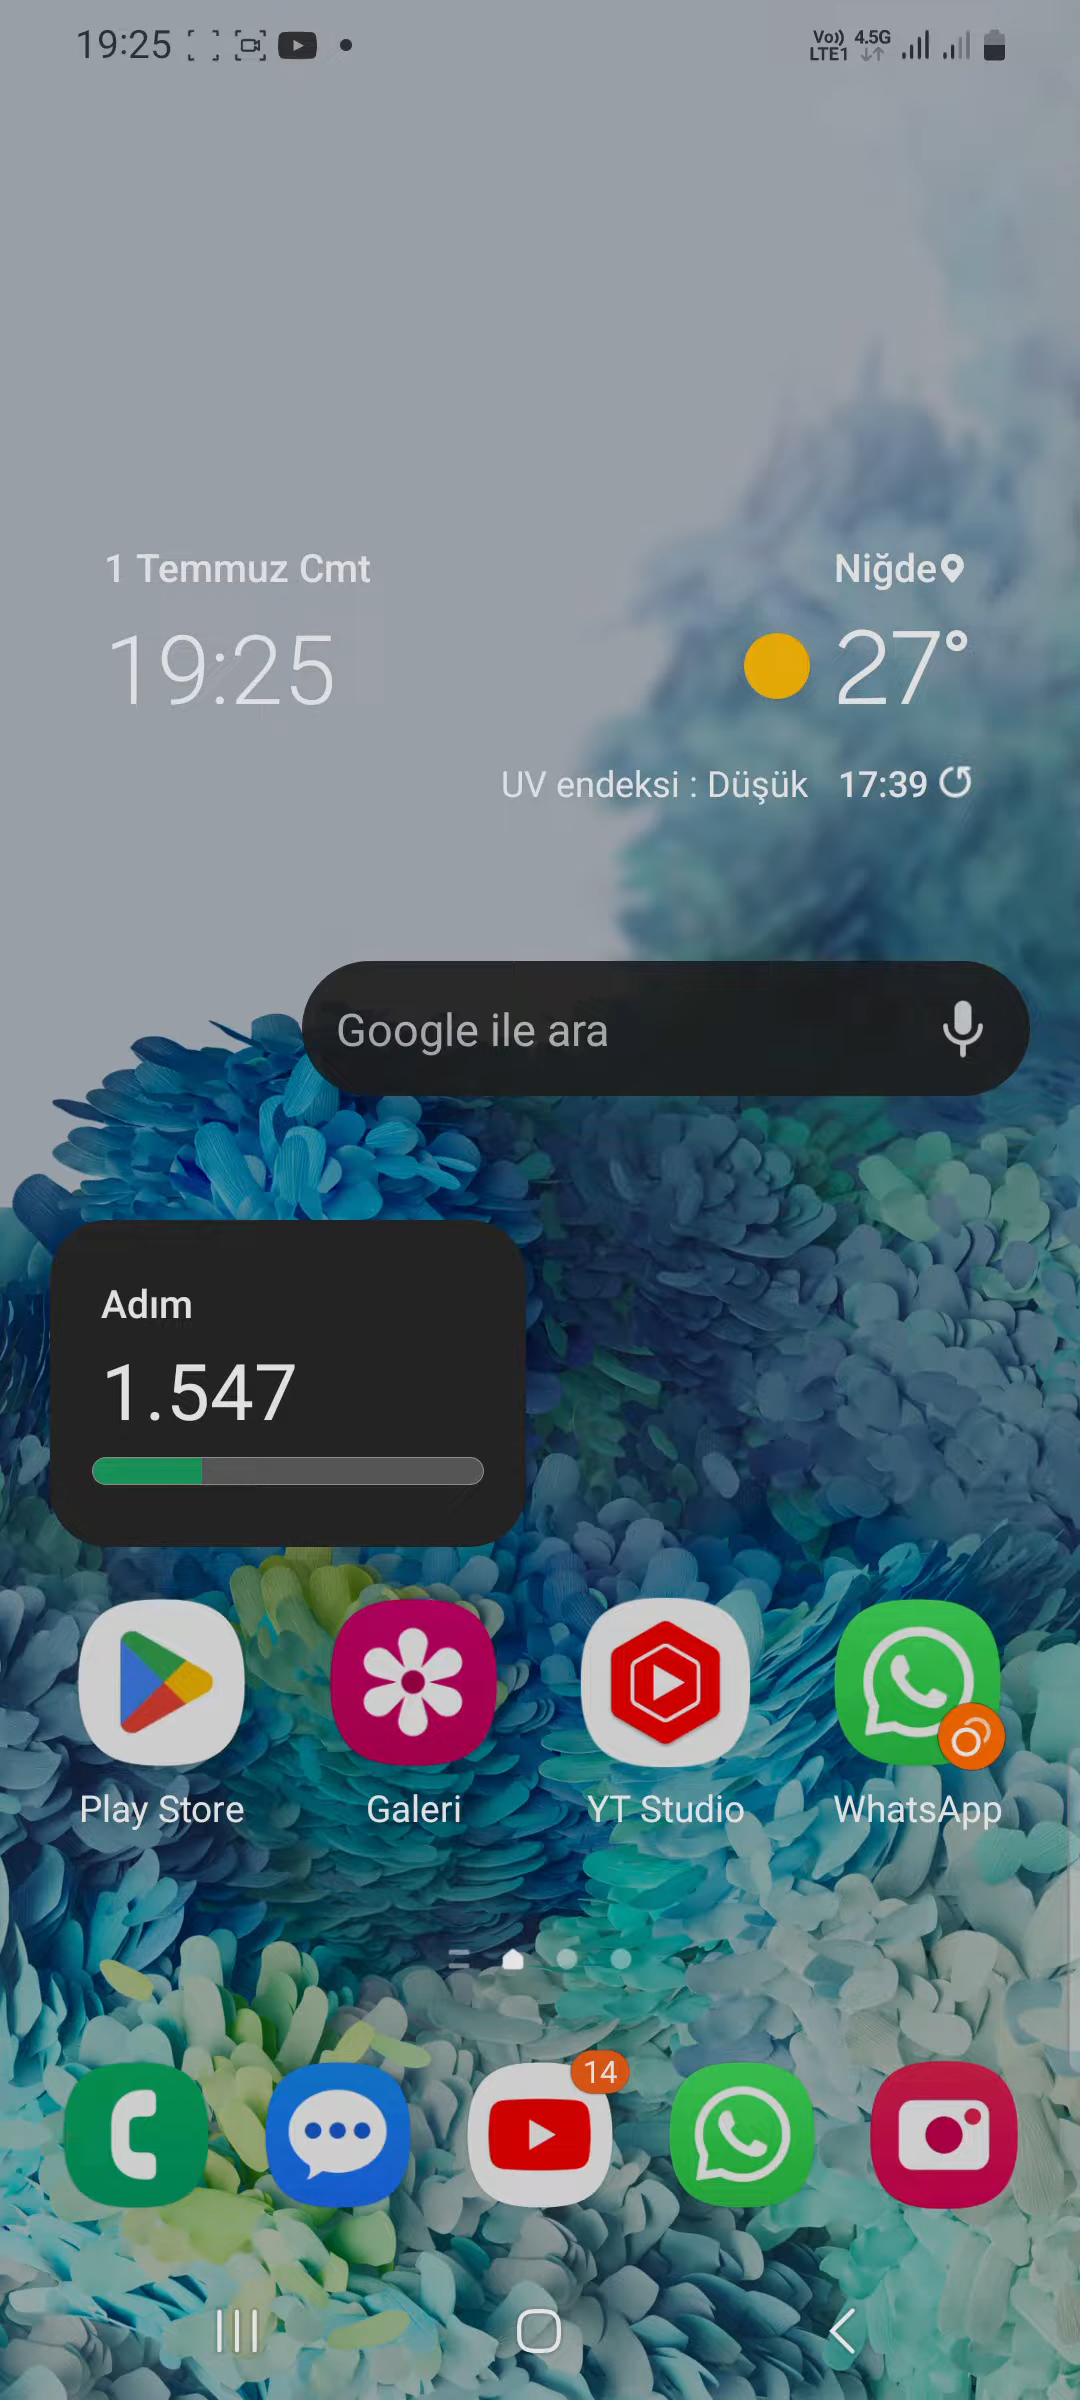 19:25
Vo)) LTE1 4.5G
1 Temmuz Cmt
19:25
Niğde
27°
UV endeksi : Düşük 17:39
Google ile ara
Adım
1.547
Play Store
Galeri
YT Studio
WhatsApp
14